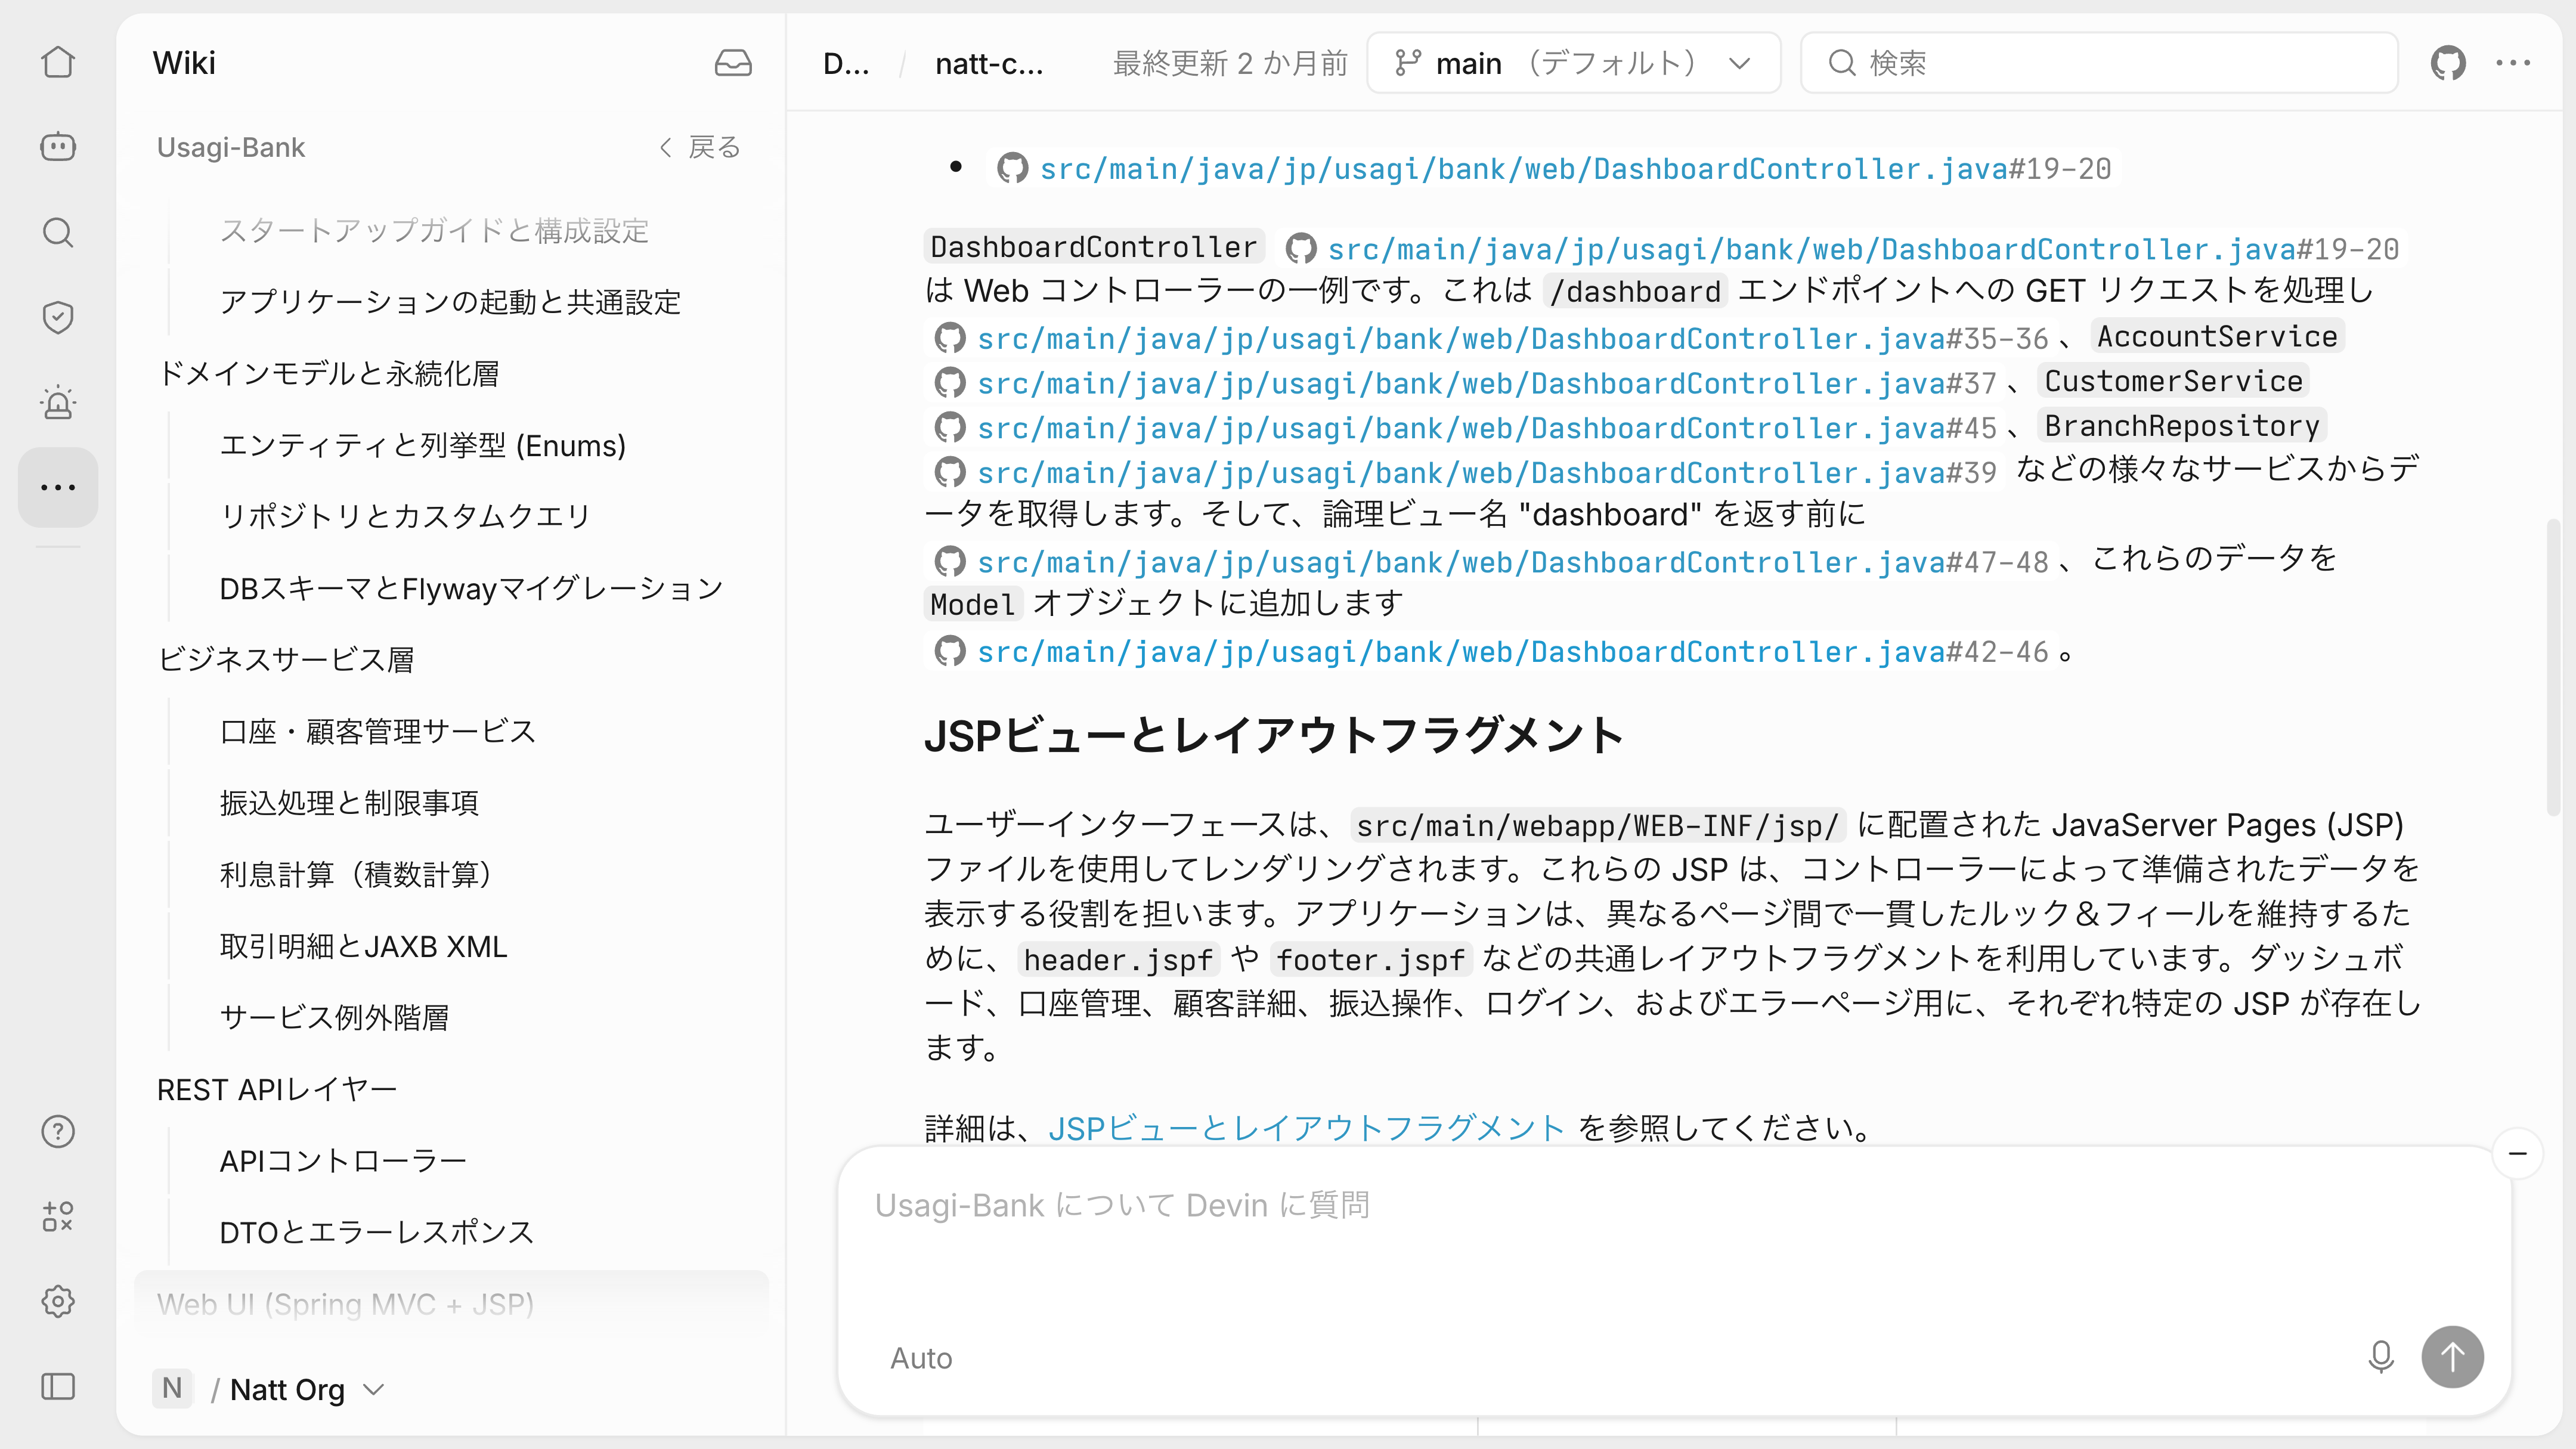 Wiki
Usagi-Bank
戻る
スタートアップガイドと構成設定
アプリケーションの起動と共通設定
ドメインモデルと永続化層
エンティティと列挙型 (Enums)
リポジトリとカスタムクエリ
DBスキーマとFlywayマイグレーション
ビジネスサービス層
口座・顧客管理サービス
振込処理と制限事項
利息計算（積数計算）
取引明細とJAXB XML
サービス例外階層
REST APIレイヤー
APIコントローラー
DTOとエラーレスポンス
Web UI (Spring MVC + JSP)
N / Natt Org
D... / natt-c... 最終更新 2 か月前 main （デフォルト） 検索
src/main/java/jp/usagi/bank/web/DashboardController.java#19-20
DashboardController src/main/java/jp/usagi/bank/web/DashboardController.java#19-20
は Web コントローラーの一例です。これは /dashboard エンドポイントへの GET リクエストを処理し
src/main/java/jp/usagi/bank/web/DashboardController.java#35-36 、 AccountService
src/main/java/jp/usagi/bank/web/DashboardController.java#37 、 CustomerService
src/main/java/jp/usagi/bank/web/DashboardController.java#45 、 BranchRepository
src/main/java/jp/usagi/bank/web/DashboardController.java#39 などの様々なサービスからデ
ータを取得します。そして、論理ビュー名 "dashboard" を返す前に
src/main/java/jp/usagi/bank/web/DashboardController.java#47-48 、これらのデータを
Model オブジェクトに追加します
src/main/java/jp/usagi/bank/web/DashboardController.java#42-46 。
JSPビューとレイアウトフラグメント
ユーザーインターフェースは、 src/main/webapp/WEB-INF/jsp/ に配置された JavaServer Pages (JSP)
ファイルを使用してレンダリングされます。これらの JSP は、コントローラーによって準備されたデータを
表示する役割を担います。アプリケーションは、異なるページ間で一貫したルック＆フィールを維持するた
めに、 header.jspf や footer.jspf などの共通レイアウトフラグメントを利用しています。ダッシュボ
ード、口座管理、顧客詳細、振込操作、ログイン、およびエラーページ用に、それぞれ特定の JSP が存在し
ます。
詳細は、JSPビューとレイアウトフラグメント を参照してください。
Usagi-Bank について Devin に質問
Auto